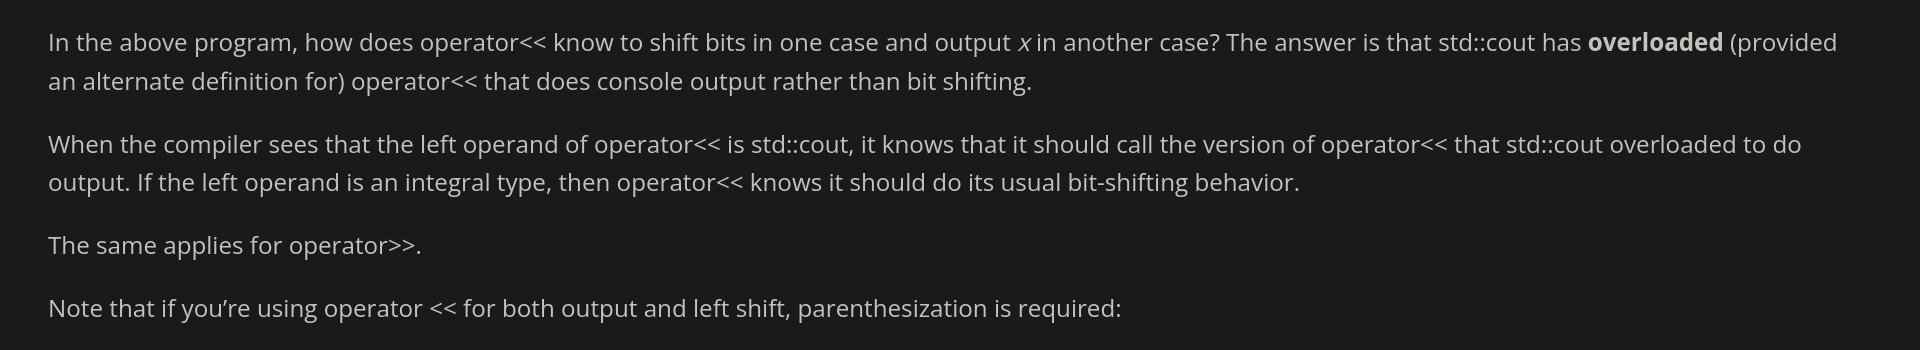 In the above program, how does operator<< know to shift bits in one case and output x in another case? The answer is that std::cout has overloaded (provided
an alternate definition for) operator<< that does console output rather than bit shifting.
When the compiler sees that the left operand of operator<< is std::cout, it knows that it should call the version of operator<< that std::cout overloaded to do
output. If the left operand is an integral type, then operator<< knows it should do its usual bit-shifting behavior.
The same applies for operator>>.
Note that if you’re using operator << for both output and left shift, parenthesization is required: